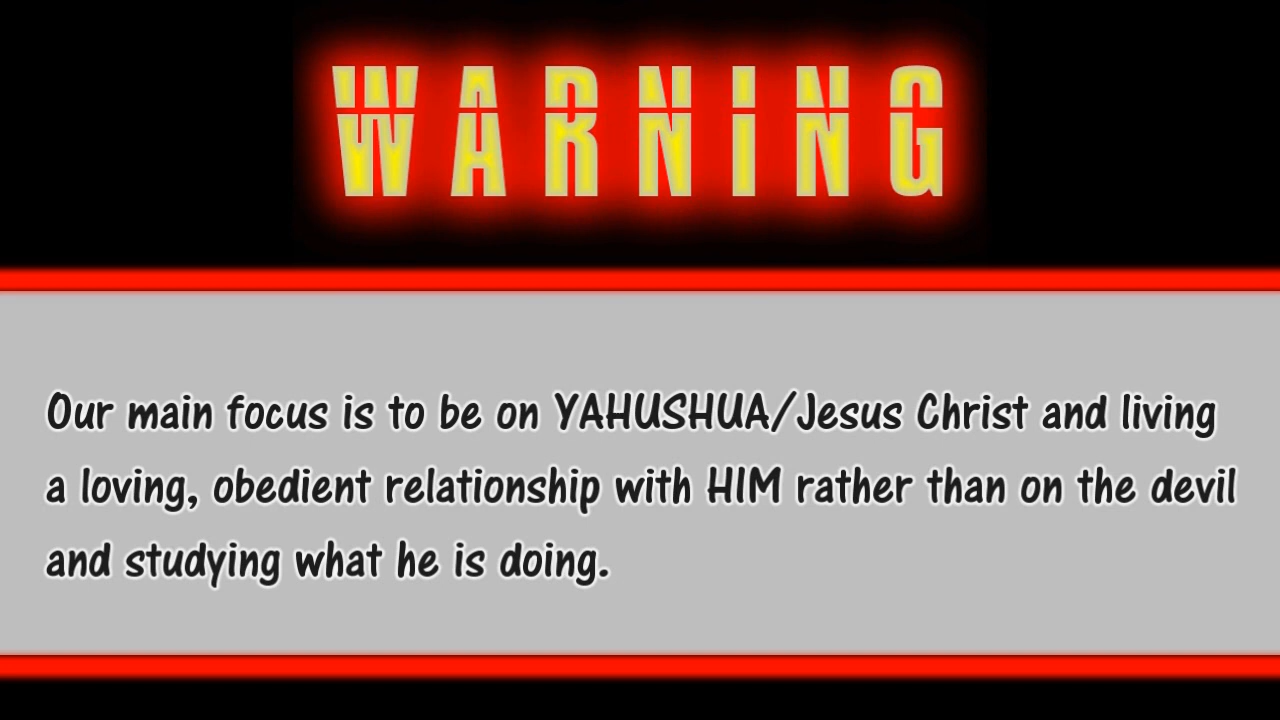 WARNING
Our main focus is to be on YAHUSHUA/Jesus Christ and living
a loving, obedient relationship with HIM rather than on the devil
and studying what he is doing.